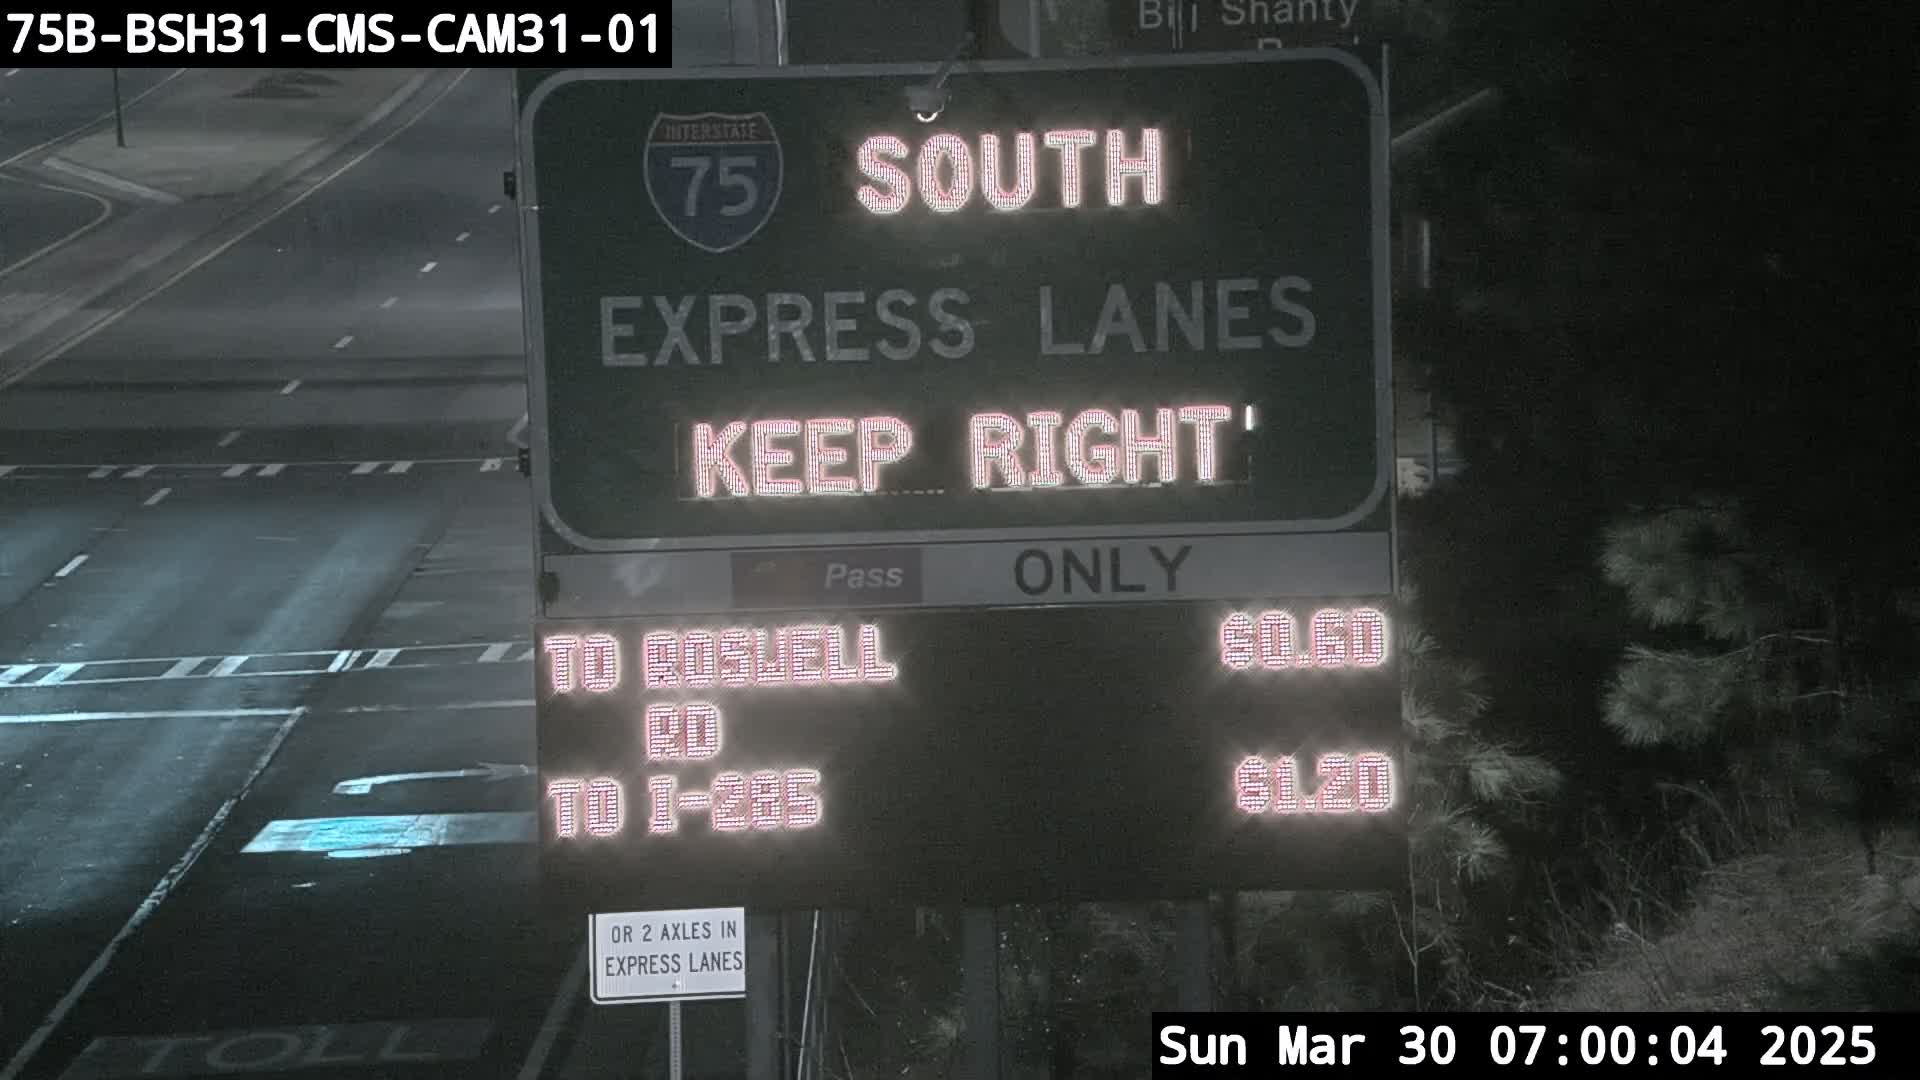 75B-BSH31-CMS-CAM31-01
Bill Shanty
INTERSTATE
75
SOUTH
EXPRESS LANES
KEEP RIGHT
Pass ONLY
TO ROSWELL $0.60
RD
TO I-285 $1.20
OR 2 AXLES IN
EXPRESS LANES
TOLL
Sun Mar 30 07:00:04 2025